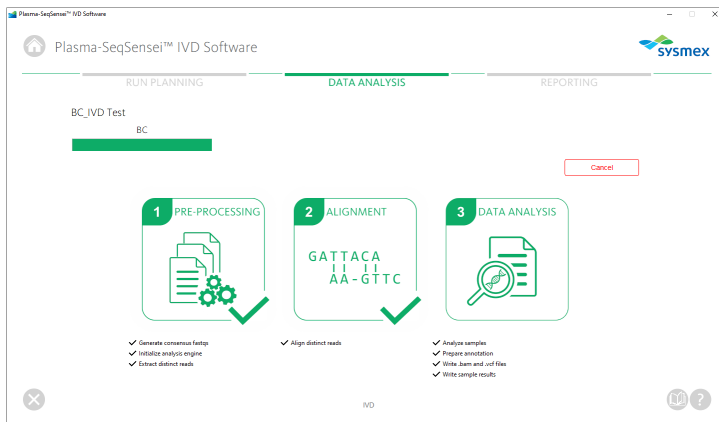 Plasma-SeqSensei™ IVD Software
Plasma-SeqSensei™ IVD Software
sysmex
RUN PLANNING
DATA ANALYSIS
REPORTING
BC_IVD Test
BC
Cancel
1 PRE-PROCESSING
2 ALIGNMENT
3 DATA ANALYSIS
GATTACA
AA-GTTC
Generate consensus fastqs
Initialize analysis engine
Extract distinct reads
Align distinct reads
Analyze samples
Prepare annotation
Write .bam and .vcf files
Write sample results
IVD
?